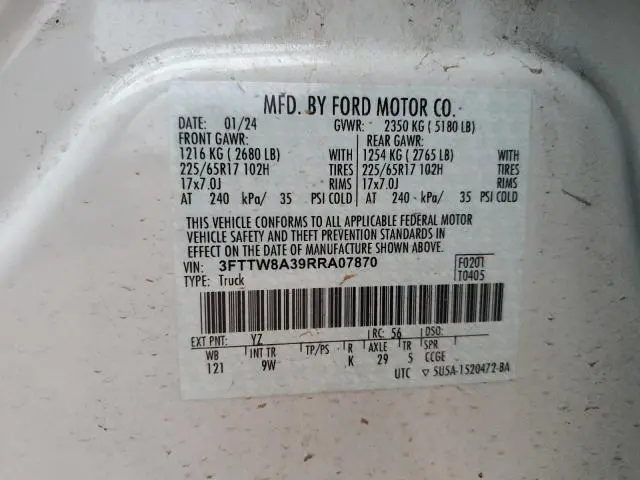 MFD. BY FORD MOTOR CO.
DATE: 01/24 GVWR: 2350 KG ( 5180 LB)
FRONT GAWR: REAR GAWR:
1216 KG ( 2680 LB) WITH 1254 KG ( 2765 LB) WITH
225/65R17 102H TIRES 225/65R17 102H TIRES
17x7.0J RIMS 17x7.0J RIMS
AT 240 kPa/ 35 PSI COLD AT 240 kPa/ 35 PSI COLD
THIS VEHICLE CONFORMS TO ALL APPLICABLE FEDERAL MOTOR
VEHICLE SAFETY AND THEFT PREVENTION STANDARDS IN
EFFECT ON THE DATE OF MANUFACTURE SHOWN ABOVE.
VIN: 3FTTW8A39RRA07870 F0201
TYPE: Truck T0405
EXT PNT: YZ RC: 56 DSO:
WB INT TR TP/PS R AXLE TR SPR
121 9W K 29 5 CCGE
UTC ▽ 5U5A-1520472-BA